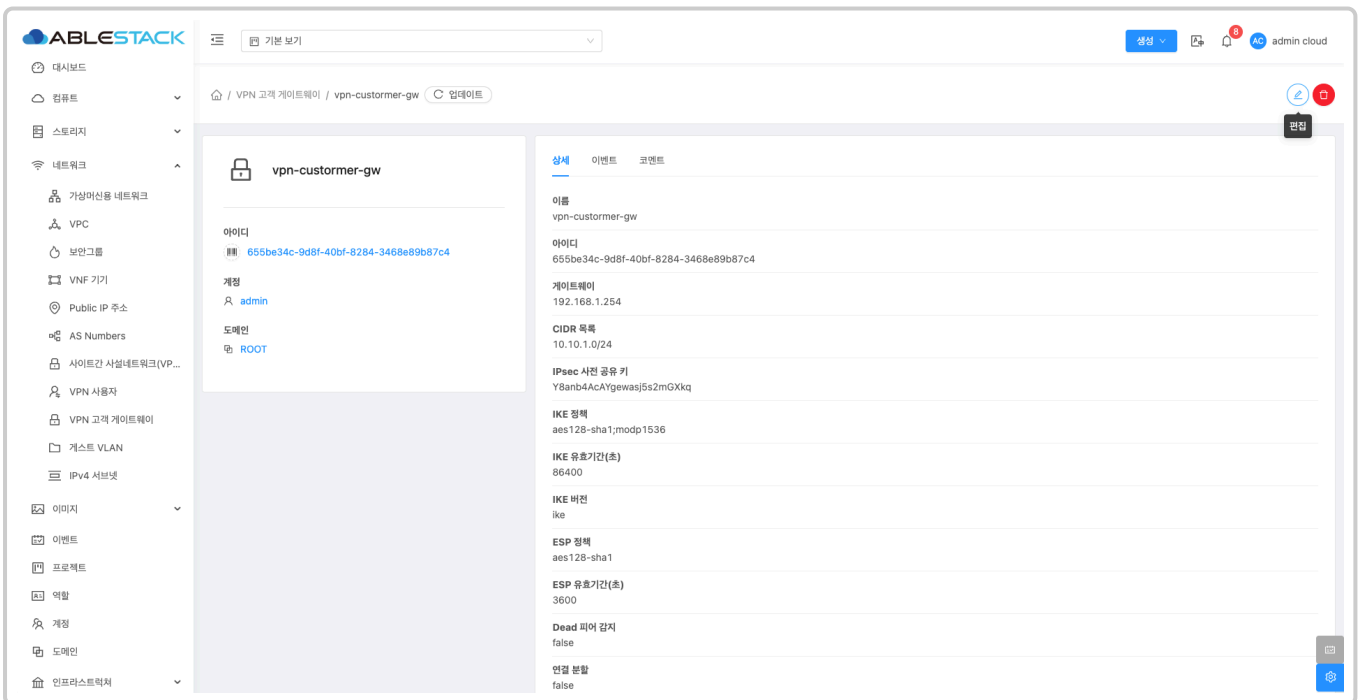 ABLESTACK
기본 보기
생성
8
AC
admin cloud
대시보드
컴퓨트
스토리지
네트워크
가상머신용 네트워크
VPC
보안그룹
VNF 기기
Public IP 주소
AS Numbers
사이트간 사설네트워크(VP...
VPN 사용자
VPN 고객 게이트웨이
게스트 VLAN
IPv4 서브넷
이미지
이벤트
프로젝트
역할
계정
도메인
인프라스트럭쳐
/ VPN 고객 게이트웨이 / vpn-custormer-gw
업데이트
편집
vpn-custormer-gw
아이디
655be34c-9d8f-40bf-8284-3468e89b87c4
계정
admin
도메인
ROOT
상세 이벤트 코멘트
이름
vpn-custormer-gw
아이디
655be34c-9d8f-40bf-8284-3468e89b87c4
게이트웨이
192.168.1.254
CIDR 목록
10.10.1.0/24
IPsec 사전 공유 키
Y8anb4AcAYgewasj5s2mGXkq
IKE 정책
aes128-sha1;modp1536
IKE 유효기간(초)
86400
IKE 버전
ike
ESP 정책
aes128-sha1
ESP 유효기간(초)
3600
Dead 피어 감지
false
연결 분할
false